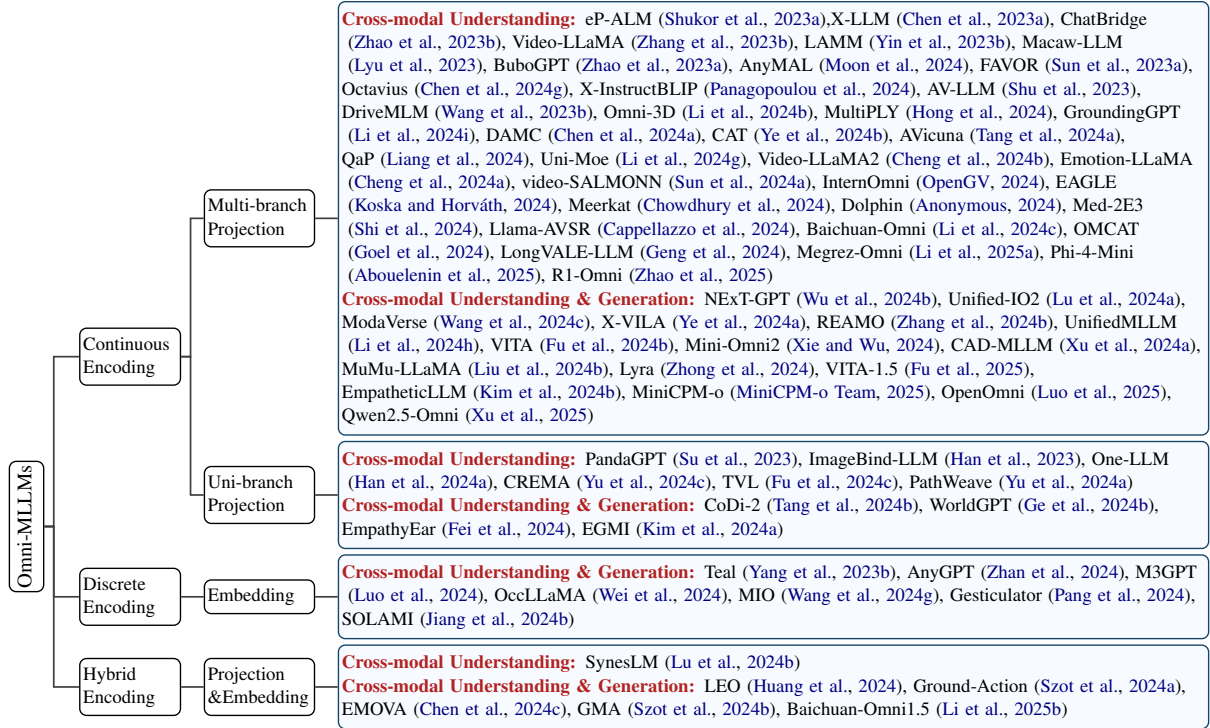 Omni-MLLMs
Continuous
Encoding
Multi-branch
Projection
Cross-modal Understanding: eP-ALM (Shukor et al., 2023a),X-LLM (Chen et al., 2023a), ChatBridge
(Zhao et al., 2023b), Video-LLaMA (Zhang et al., 2023b), LAMM (Yin et al., 2023b), Macaw-LLM
(Lyu et al., 2023), BuboGPT (Zhao et al., 2023a), AnyMAL (Moon et al., 2024), FAVOR (Sun et al., 2023a),
Octavius (Chen et al., 2024g), X-InstructBLIP (Panagopoulou et al., 2024), AV-LLM (Shu et al., 2023),
DriveMLM (Wang et al., 2023b), Omni-3D (Li et al., 2024b), MultiPLY (Hong et al., 2024), GroundingGPT
(Li et al., 2024i), DAMC (Chen et al., 2024a), CAT (Ye et al., 2024b), AVicuna (Tang et al., 2024a),
QaP (Liang et al., 2024), Uni-Moe (Li et al., 2024g), Video-LLaMA2 (Cheng et al., 2024b), Emotion-LLaMA
(Cheng et al., 2024a), video-SALMONN (Sun et al., 2024a), InternOmni (OpenGV, 2024), EAGLE
(Koska and Horváth, 2024), Meerkat (Chowdhury et al., 2024), Dolphin (Anonymous, 2024), Med-2E3
(Shi et al., 2024), Llama-AVSR (Cappellazzo et al., 2024), Baichuan-Omni (Li et al., 2024c), OMCAT
(Goel et al., 2024), LongVALE-LLM (Geng et al., 2024), Megrez-Omni (Li et al., 2025a), Phi-4-Mini
(Abouelenin et al., 2025), R1-Omni (Zhao et al., 2025)
Cross-modal Understanding & Generation: NExT-GPT (Wu et al., 2024b), Unified-IO2 (Lu et al., 2024a),
ModaVerse (Wang et al., 2024c), X-VILA (Ye et al., 2024a), REAMO (Zhang et al., 2024b), UnifiedMLLM
(Li et al., 2024h), VITA (Fu et al., 2024b), Mini-Omni2 (Xie and Wu, 2024), CAD-MLLM (Xu et al., 2024a),
MuMu-LLaMA (Liu et al., 2024b), Lyra (Zhong et al., 2024), VITA-1.5 (Fu et al., 2025),
EmpatheticLLM (Kim et al., 2024b), MiniCPM-o (MiniCPM-o Team, 2025), OpenOmni (Luo et al., 2025),
Qwen2.5-Omni (Xu et al., 2025)
Uni-branch
Projection
Cross-modal Understanding: PandaGPT (Su et al., 2023), ImageBind-LLM (Han et al., 2023), One-LLM
(Han et al., 2024a), CREMA (Yu et al., 2024c), TVL (Fu et al., 2024c), PathWeave (Yu et al., 2024a)
Cross-modal Understanding & Generation: CoDi-2 (Tang et al., 2024b), WorldGPT (Ge et al., 2024b),
EmpathyEar (Fei et al., 2024), EGMI (Kim et al., 2024a)
Discrete
Encoding
Embedding
Cross-modal Understanding & Generation: Teal (Yang et al., 2023b), AnyGPT (Zhan et al., 2024), M3GPT
(Luo et al., 2024), OccLLaMA (Wei et al., 2024), MIO (Wang et al., 2024g), Gesticulator (Pang et al., 2024),
SOLAMI (Jiang et al., 2024b)
Hybrid
Encoding
Projection
&Embedding
Cross-modal Understanding: SynesLM (Lu et al., 2024b)
Cross-modal Understanding & Generation: LEO (Huang et al., 2024), Ground-Action (Szot et al., 2024a),
EMOVA (Chen et al., 2024c), GMA (Szot et al., 2024b), Baichuan-Omni1.5 (Li et al., 2025b)